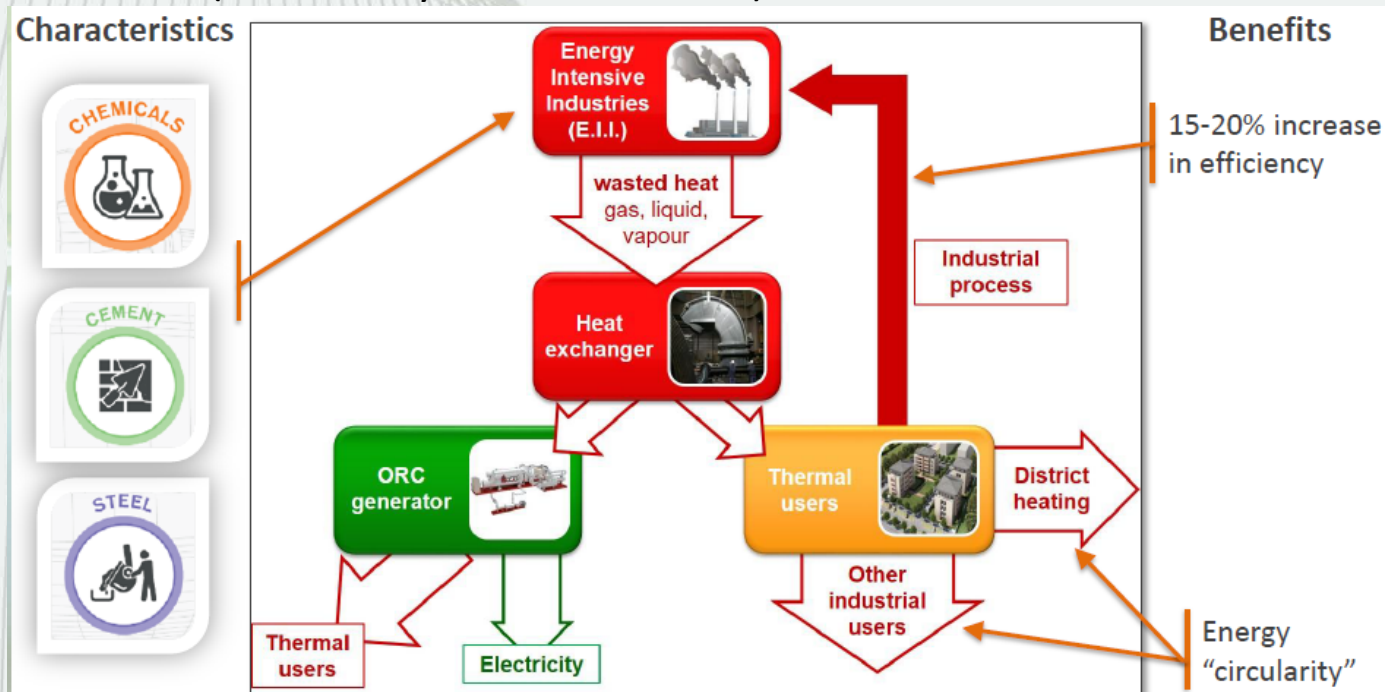 Characteristics
Benefits
CHEMICALS
CEMENT
STEEL
Energy
Intensive
Industries
(E.I.I.)
wasted heat
gas, liquid,
vapour
Heat
exchanger
Industrial
process
15-20% increase
in efficiency
ORC
generator
Thermal
users
District
heating
Thermal
users
Electricity
Other
industrial
users
Energy
“circularity”